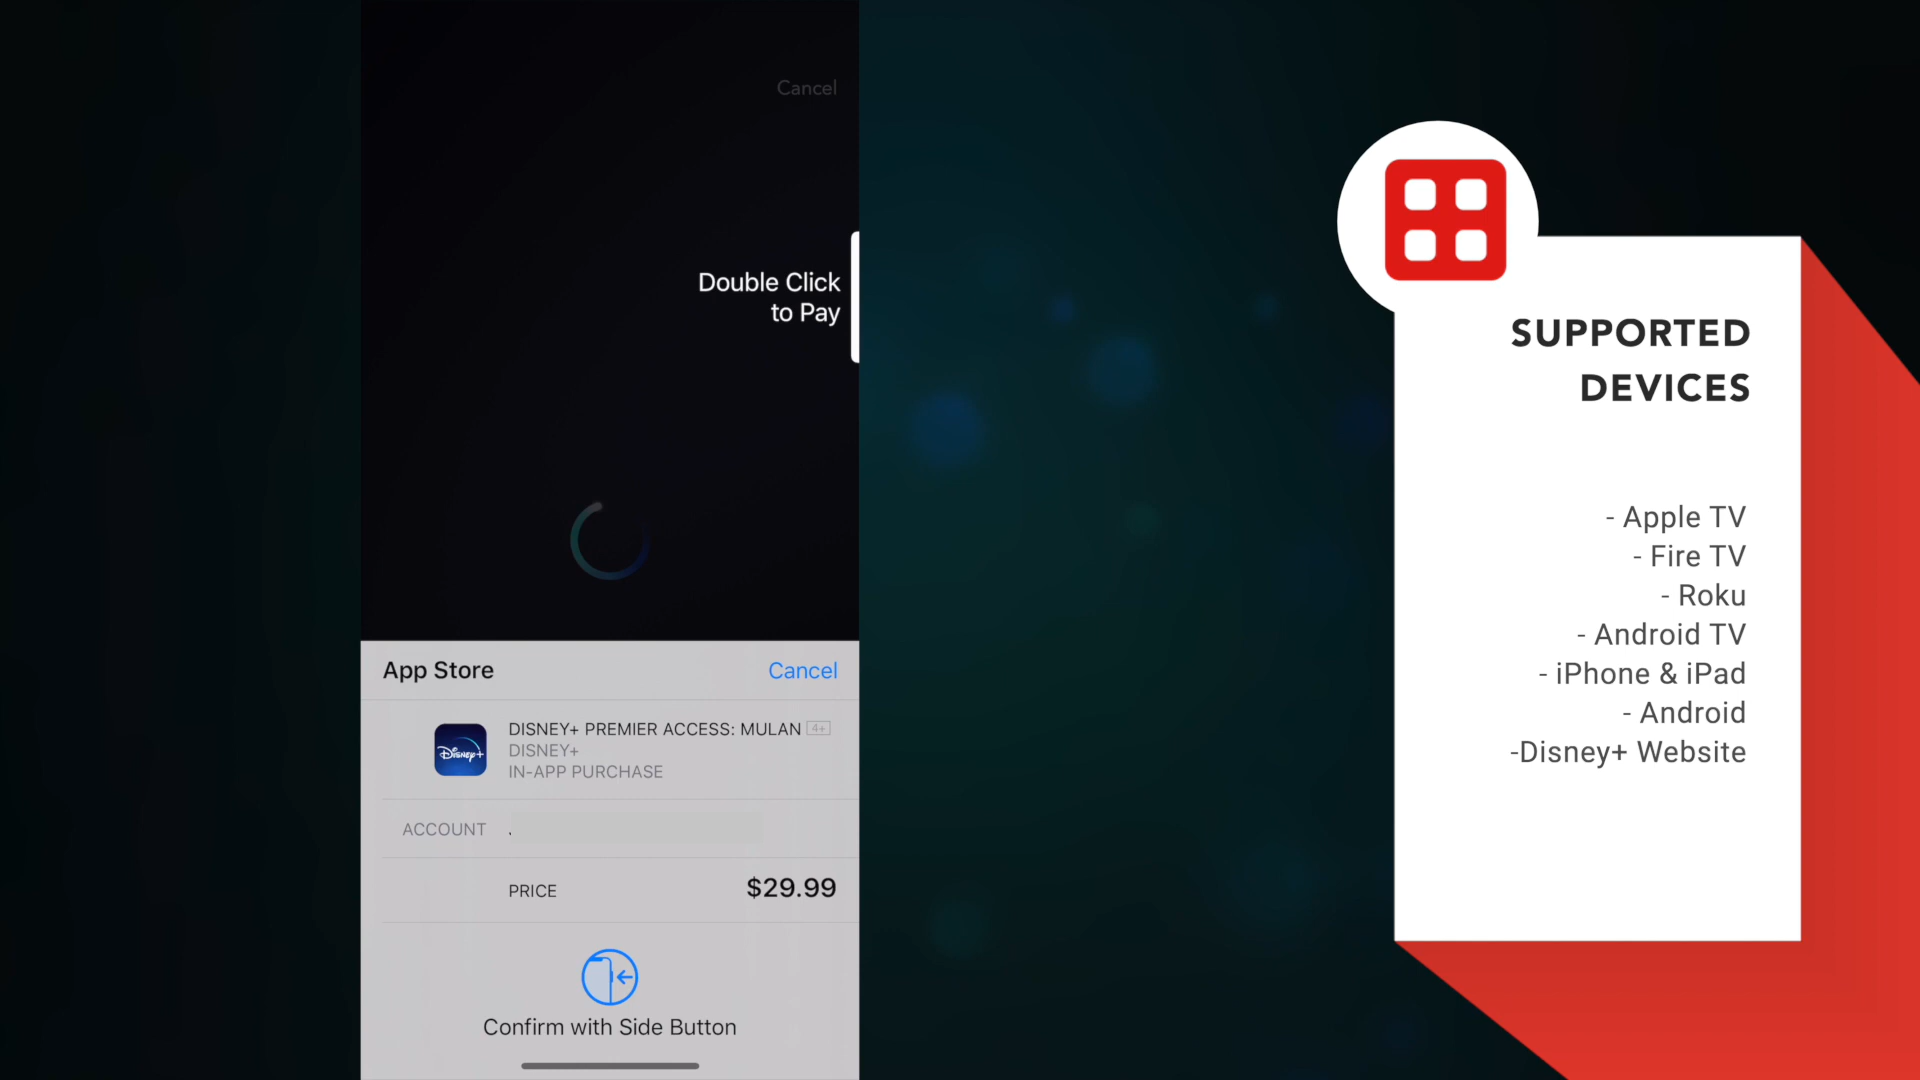 Cancel
Double Click
to Pay
App Store
Cancel
DISNEY+ PREMIER ACCESS: MULAN 4+
Disney+
DISNEY+
IN-APP PURCHASE
ACCOUNT .
PRICE $29.99
Confirm with Side Button
SUPPORTED
DEVICES
- Apple TV
- Fire TV
- Roku
- Android TV
- iPhone & iPad
- Android
-Disney+ Website